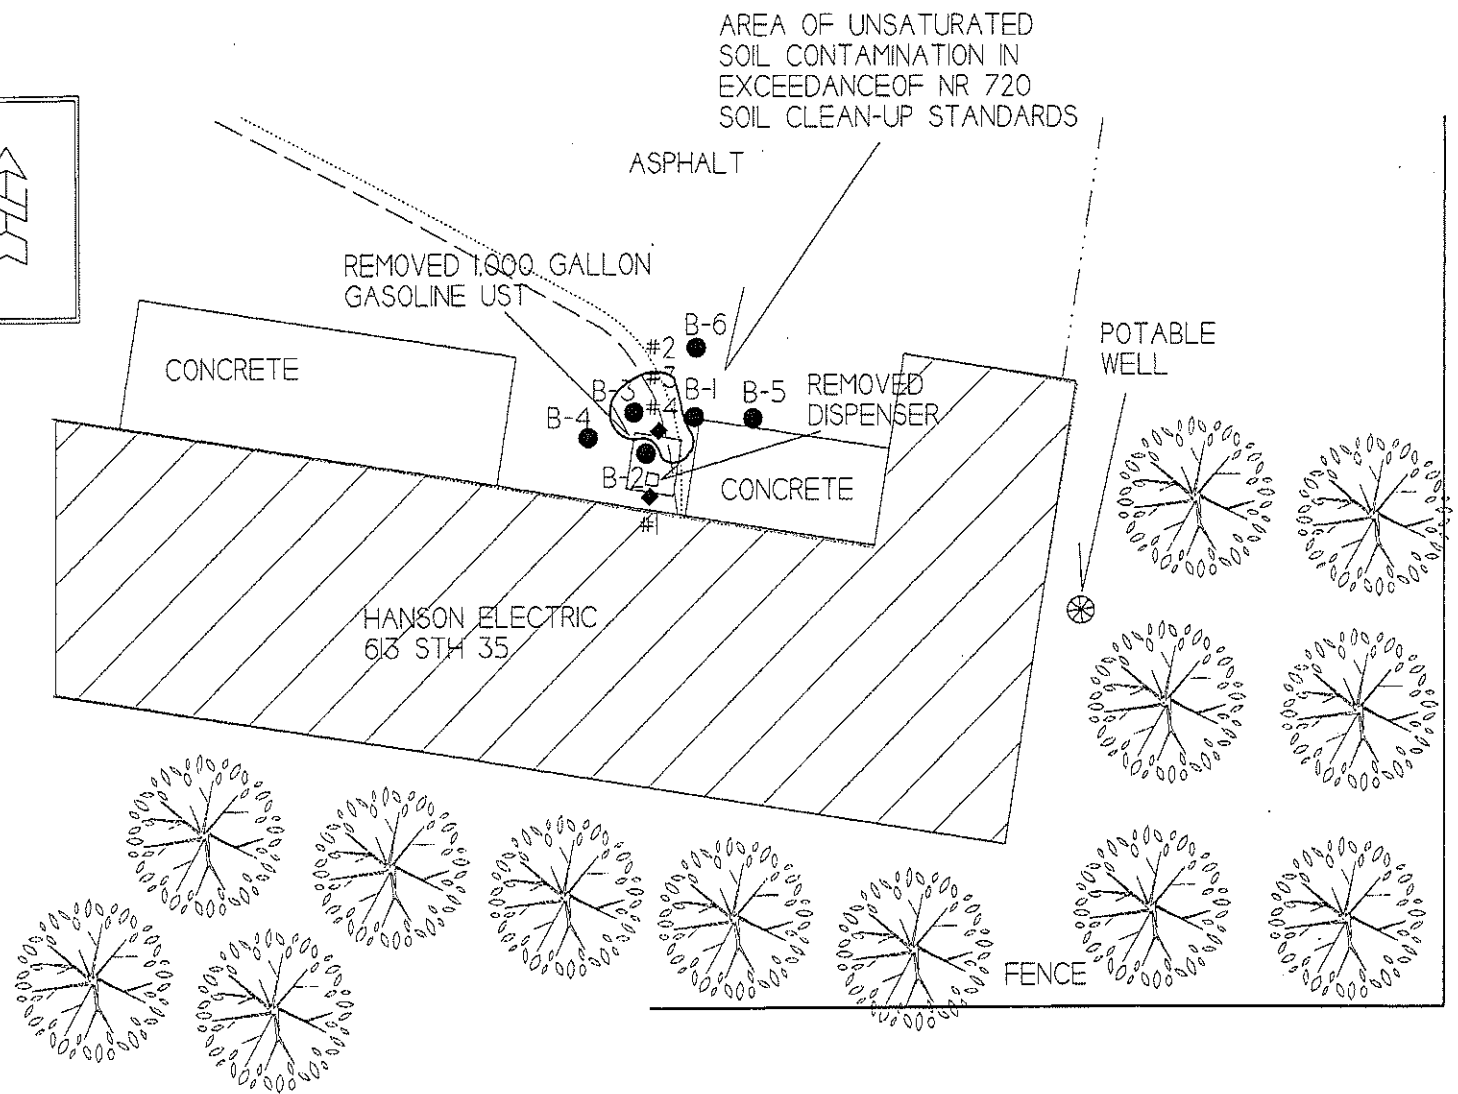 AREA OF UNSATURATED
SOIL CONTAMINATION IN
EXCEEDANCEOF NR 720
SOIL CLEAN-UP STANDARDS
ASPHALT
REMOVED 1,000 GALLON
GASOLINE UST
CONCRETE
B-6
#2
#3
B-3
#4
B-1
B-5
B-4
REMOVED
DISPENSER
POTABLE
WELL
B-2
CONCRETE
#1
HANSON ELECTRIC
613 STH 35
FENCE